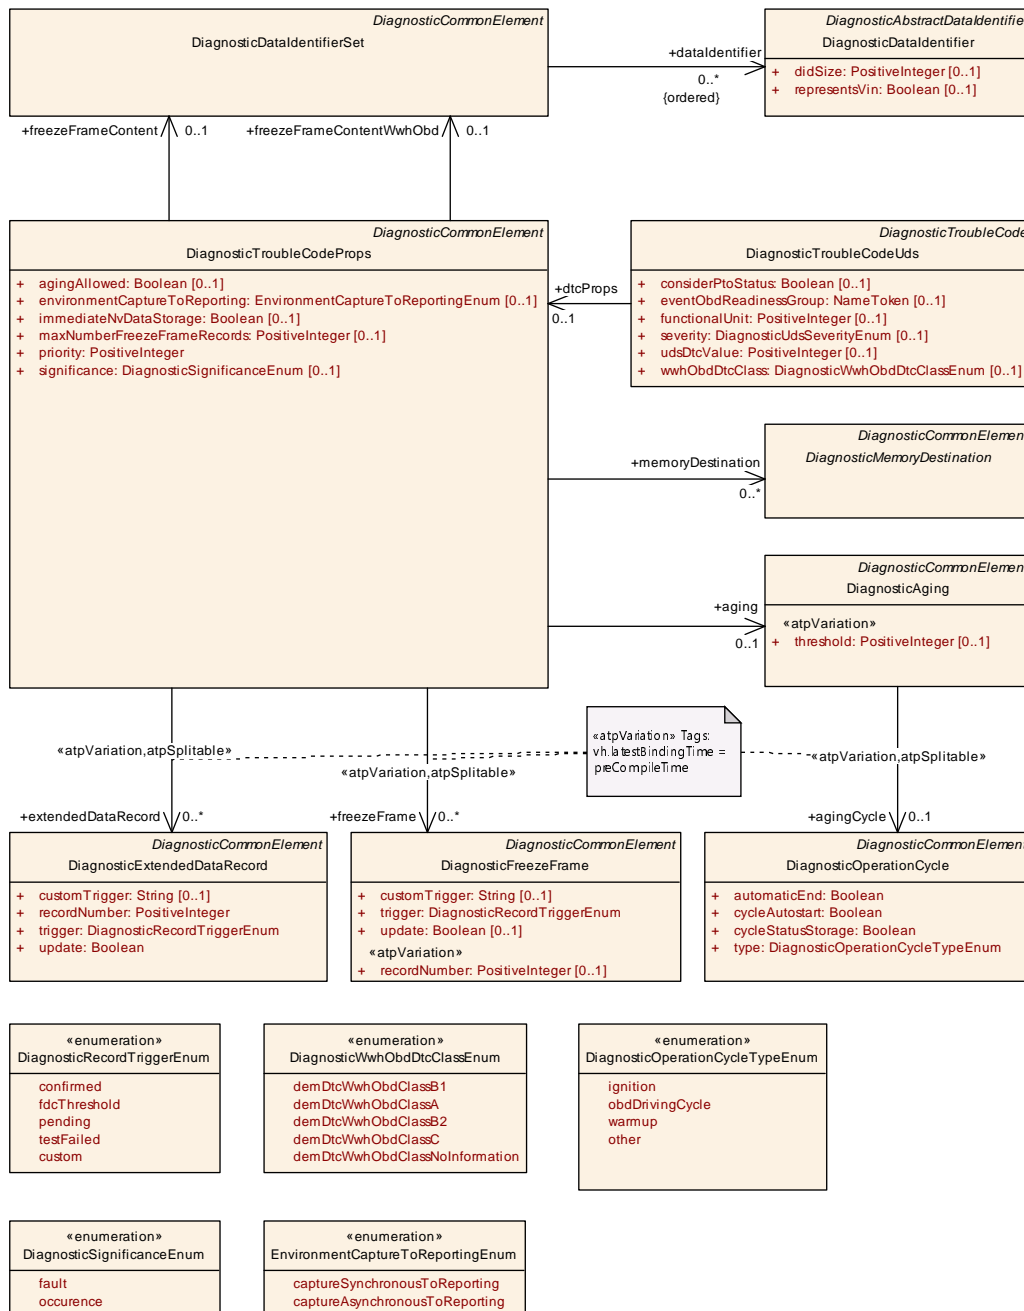 DiagnosticCommonElement
DiagnosticDataIdentifierSet
DiagnosticAbstractDataIdentifie
DiagnosticDataIdentifier
+ didSize: PositiveInteger [0..1]
+ representsVin: Boolean [0..1]
+dataIdentifier
0..*
{ordered}
+freezeFrameContent
0..1
+freezeFrameContentWwhObd
0..1
DiagnosticCommonElement
DiagnosticTroubleCodeProps
+ agingAllowed: Boolean [0..1]
+ environmentCaptureToReporting: EnvironmentCaptureToReportingEnum [0..1]
+ immediateNvDataStorage: Boolean [0..1]
+ maxNumberFreezeFrameRecords: PositiveInteger [0..1]
+ priority: PositiveInteger
+ significance: DiagnosticSignificanceEnum [0..1]
+dtcProps
0..1
DiagnosticTroubleCode
DiagnosticTroubleCodeUds
+ considerPtoStatus: Boolean [0..1]
+ eventObdReadinessGroup: NameToken [0..1]
+ functionalUnit: PositiveInteger [0..1]
+ severity: DiagnosticUdsSeverityEnum [0..1]
+ udsDtcValue: PositiveInteger [0..1]
+ wwhObdDtcClass: DiagnosticWwhObdDtcClassEnum [0..1]
+memoryDestination
0..*
DiagnosticCommonElemen
DiagnosticMemoryDestination
+aging
0..1
DiagnosticCommonElemen
DiagnosticAging
«atpVariation»
+ threshold: PositiveInteger [0..1]
«atpVariation,atpSplitable»
«atpVariation,atpSplitable»
«atpVariation» Tags:
vh.latestBindingTime =
preCompileTime
«atpVariation,atpSplitable»
+extendedDataRecord
0..*
+freezeFrame
0..*
+agingCycle
0..1
DiagnosticCommonElement
DiagnosticExtendedDataRecord
+ customTrigger: String [0..1]
+ recordNumber: PositiveInteger
+ trigger: DiagnosticRecordTriggerEnum
+ update: Boolean
DiagnosticCommonElement
DiagnosticFreezeFrame
+ customTrigger: String [0..1]
+ trigger: DiagnosticRecordTriggerEnum
+ update: Boolean [0..1]
«atpVariation»
+ recordNumber: PositiveInteger [0..1]
DiagnosticCommonElemen
DiagnosticOperationCycle
+ automaticEnd: Boolean
+ cycleAutostart: Boolean
+ cycleStatusStorage: Boolean
+ type: DiagnosticOperationCycleTypeEnum
«enumeration»
DiagnosticRecordTriggerEnum
confirmed
fdcThreshold
pending
testFailed
custom
«enumeration»
DiagnosticWwhObdDtcClassEnum
demDtcWwhObdClassB1
demDtcWwhObdClassA
demDtcWwhObdClassB2
demDtcWwhObdClassC
demDtcWwhObdClassNoInformation
«enumeration»
DiagnosticOperationCycleTypeEnum
ignition
obdDrivingCycle
warmup
other
«enumeration»
DiagnosticSignificanceEnum
fault
occurence
«enumeration»
EnvironmentCaptureToReportingEnum
captureSynchronousToReporting
captureAsynchronousToReporting